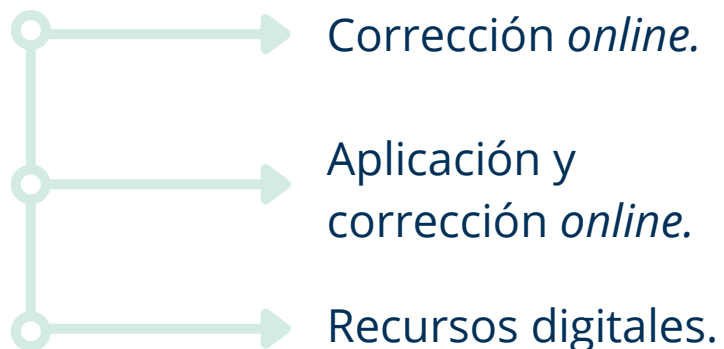 Corrección online.
Aplicación y
corrección online.
Recursos digitales.